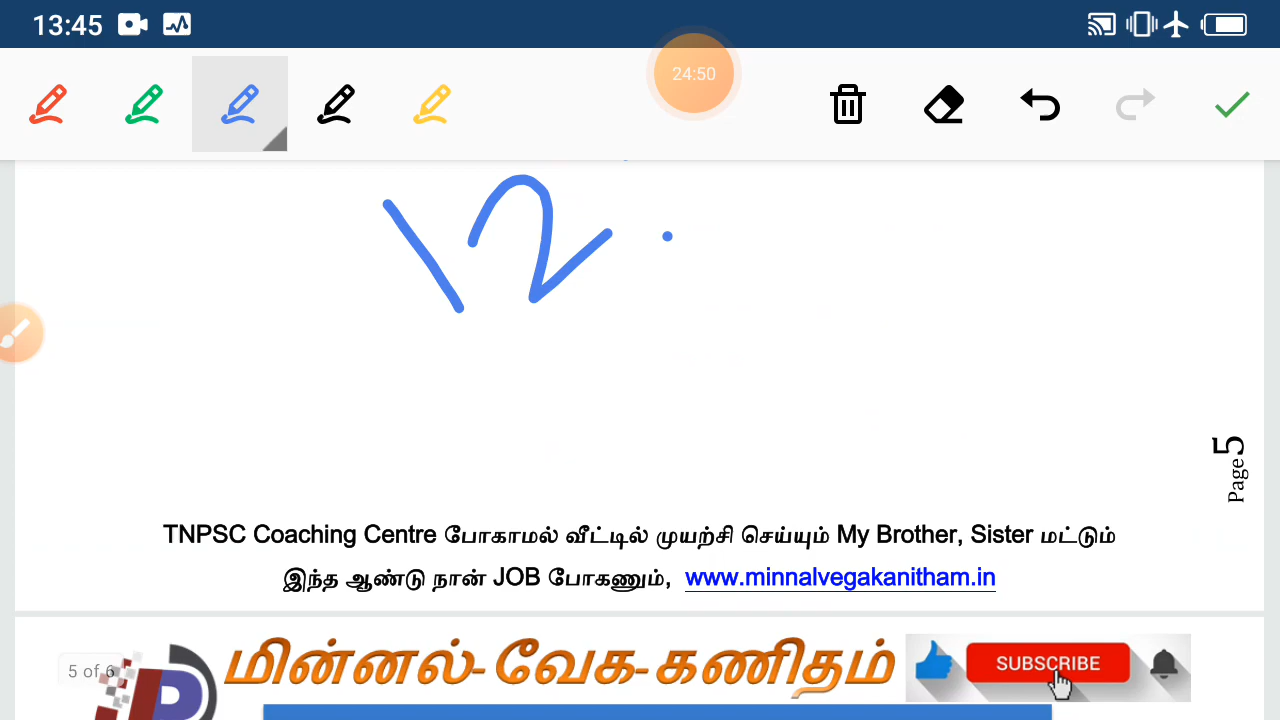 13:45
24:50
12.
Page 5
TNPSC Coaching Centre போகாமல் வீட்டில் முயற்சி செய்யும் My Brother, Sister மட்டும்
இந்த ஆண்டு நான் JOB போகணும், www.minnalvegakanitham.in
5 of 6
மின்னல்-வேக-கணிதம்
SUBSCRIBE